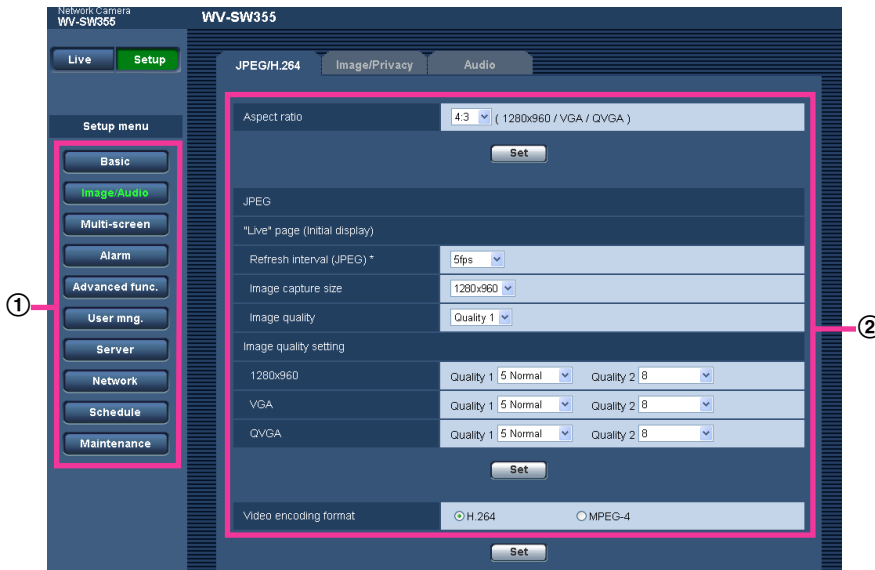 Network Camera
WV-SW355
WV-SW355
Live Setup
JPEG/H.264 Image/Privacy Audio
Setup menu
Basic
Image/Audio
Multi-screen
Alarm
Advanced func.
User mng.
Server
Network
Schedule
Maintenance
①
Aspect ratio 4:3 ( 1280x960 / VGA / QVGA )
Set
JPEG
"Live" page (Initial display)
Refresh interval (JPEG) * 5fps
Image capture size 1280x960
Image quality Quality 1
Image quality setting
1280x960 Quality 1 5 Normal Quality 2 8
VGA Quality 1 5 Normal Quality 2 8
QVGA Quality 1 5 Normal Quality 2 8
Set
Video encoding format H.264 MPEG-4
Set
②